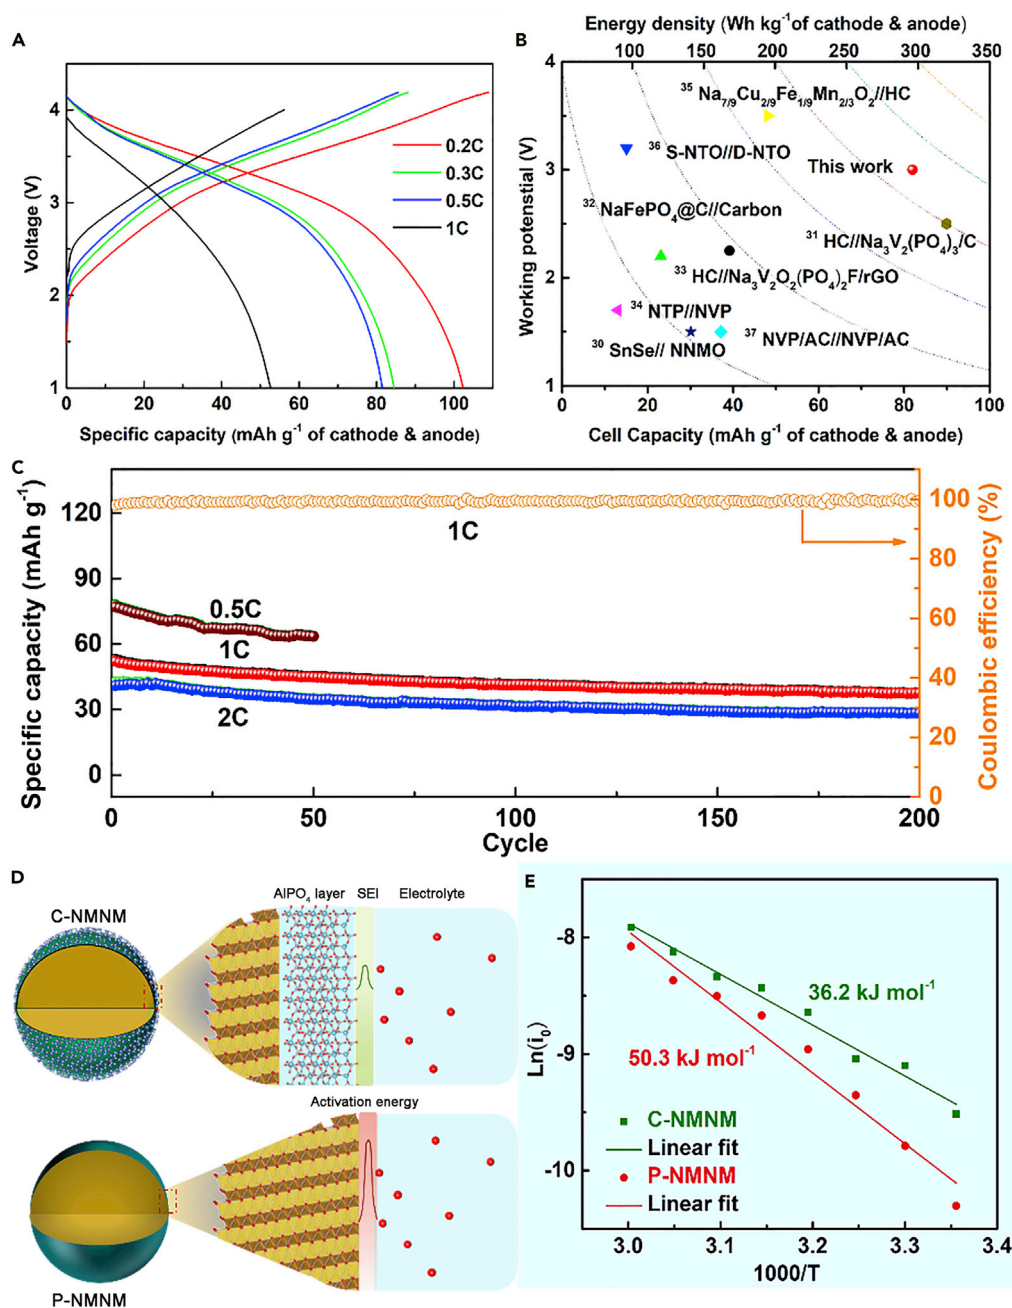 A
4
3
2
1
Voltage (V)
0.2C
0.3C
0.5C
1C
0 20 40 60 80 100
Specific capacity (mAh g⁻¹ of cathode & anode)
B
Energy density (Wh kg⁻¹of cathode & anode)
100 150 200 250 300 350
4
3
2
1
Working potenstial (V)
³⁵ Na₇/₉Cu₂/₉Fe₁/₉Mn₂/₃O₂//HC
³⁶ S-NTO//D-NTO
This work
³² NaFePO₄@C//Carbon
³¹ HC//Na₃V₂(PO₄)₃/C
³³ HC//Na₃V₂O₂(PO₄)₂F/rGO
³⁴ NTP//NVP
³⁷ NVP/AC//NVP/AC
³⁰ SnSe// NNMO
0 20 40 60 80 100
Cell Capacity (mAh g⁻¹ of cathode & anode)
C
120
90
60
30
0
Specific capacity (mAh g⁻¹)
1C
0.5C
1C
2C
100
80
60
40
20
0
Coulombic efficiency (%)
0 50 100 150 200
Cycle
D
C-NMNM
AlPO₄ layer
SEI
Electrolyte
Activation energy
P-NMNM
E
-8
-9
-10
Ln(i₀)
36.2 kJ mol⁻¹
50.3 kJ mol⁻¹
C-NMNM
Linear fit
P-NMNM
Linear fit
3.0 3.1 3.2 3.3 3.4
1000/T